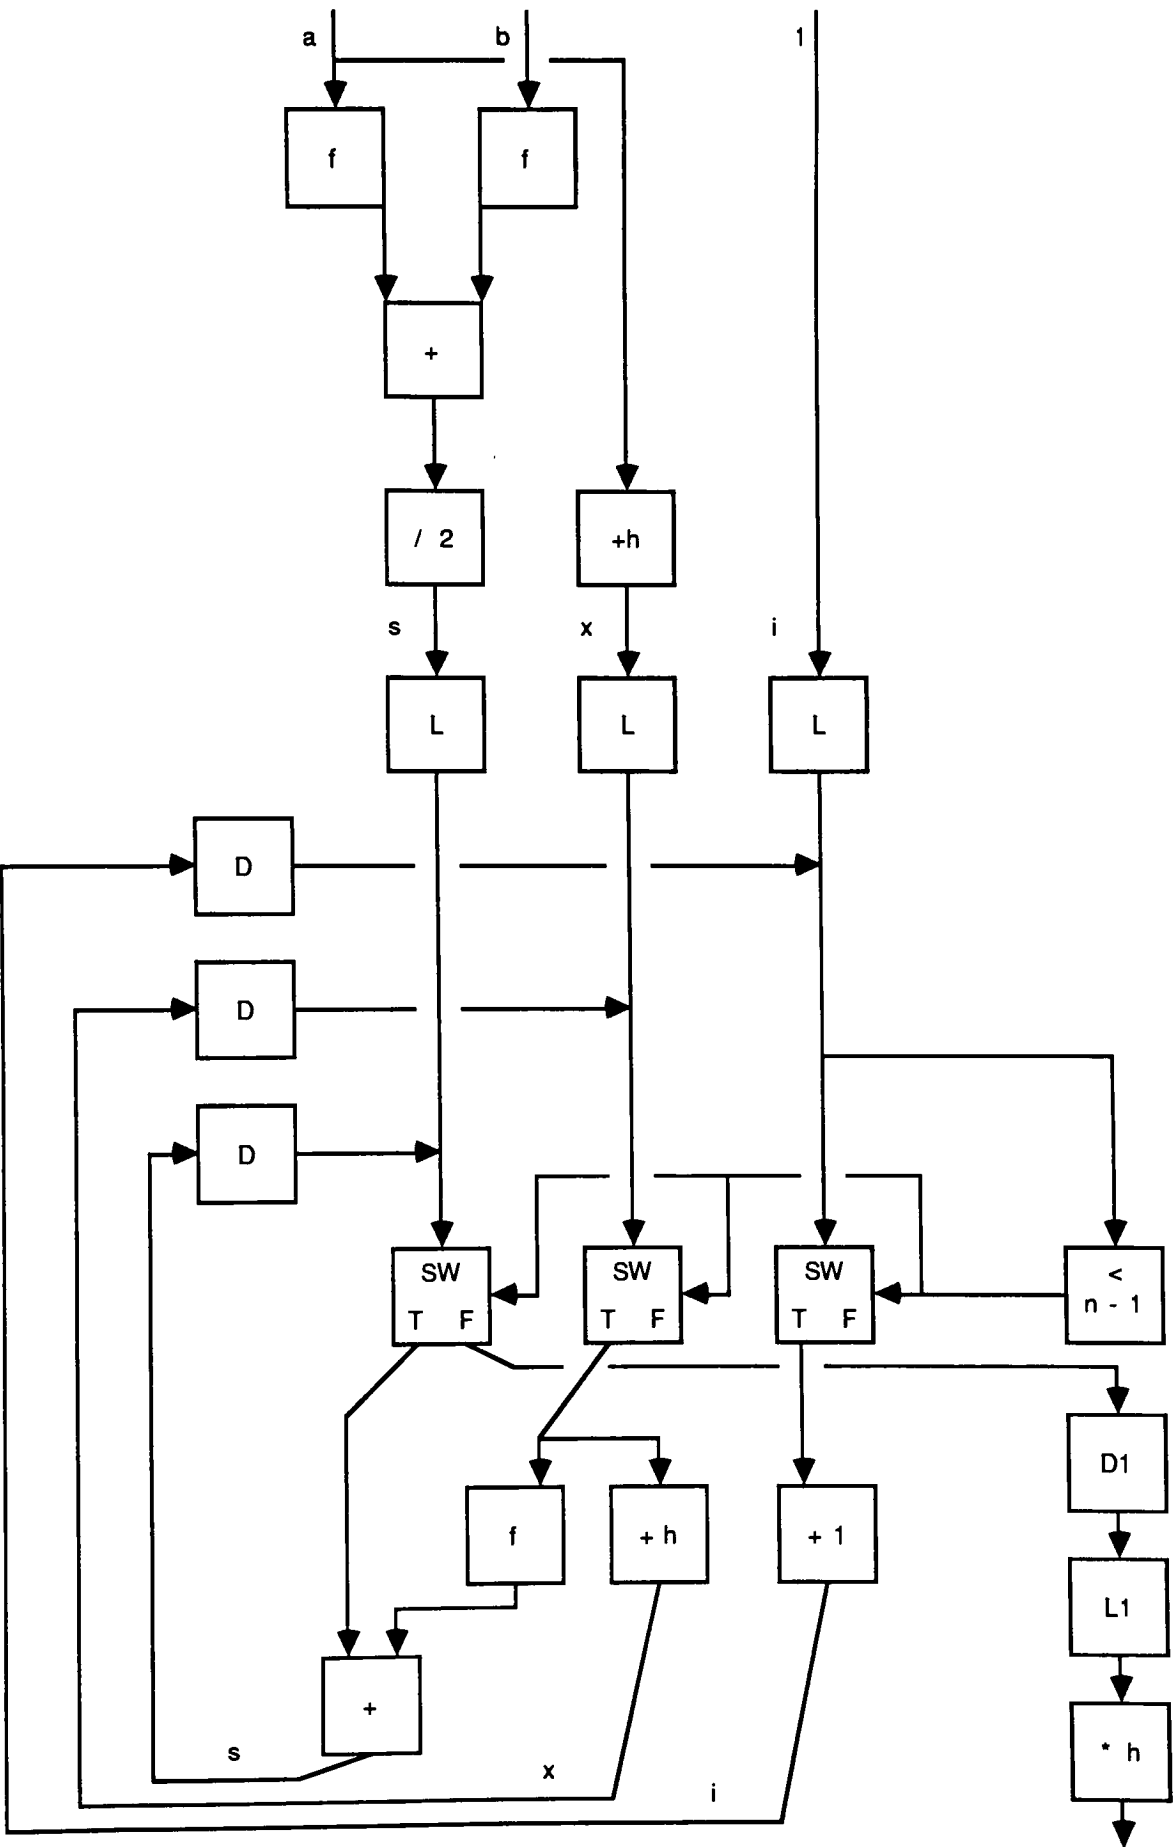 a b 1
f f
+
/ 2 +h
s x i
L L L
D
D
D
SW SW SW <
T F T F T F n - 1
D1
f + h + 1
L1
+
* h
s x i